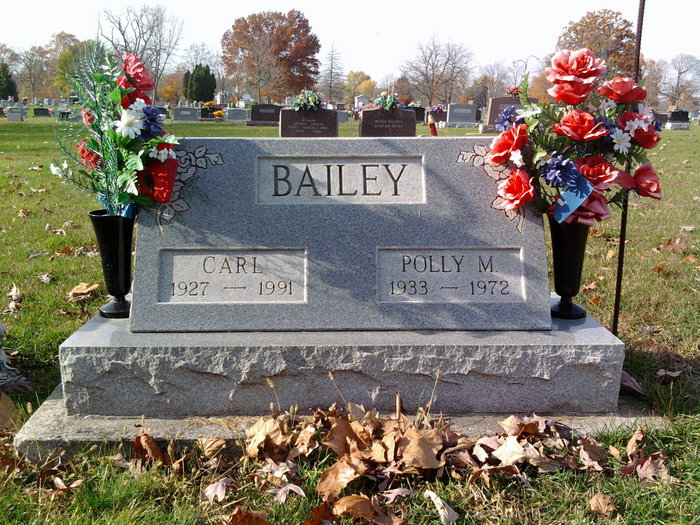 BAILEY
CARL
1927 — 1991
POLLY M.
1933 — 1972